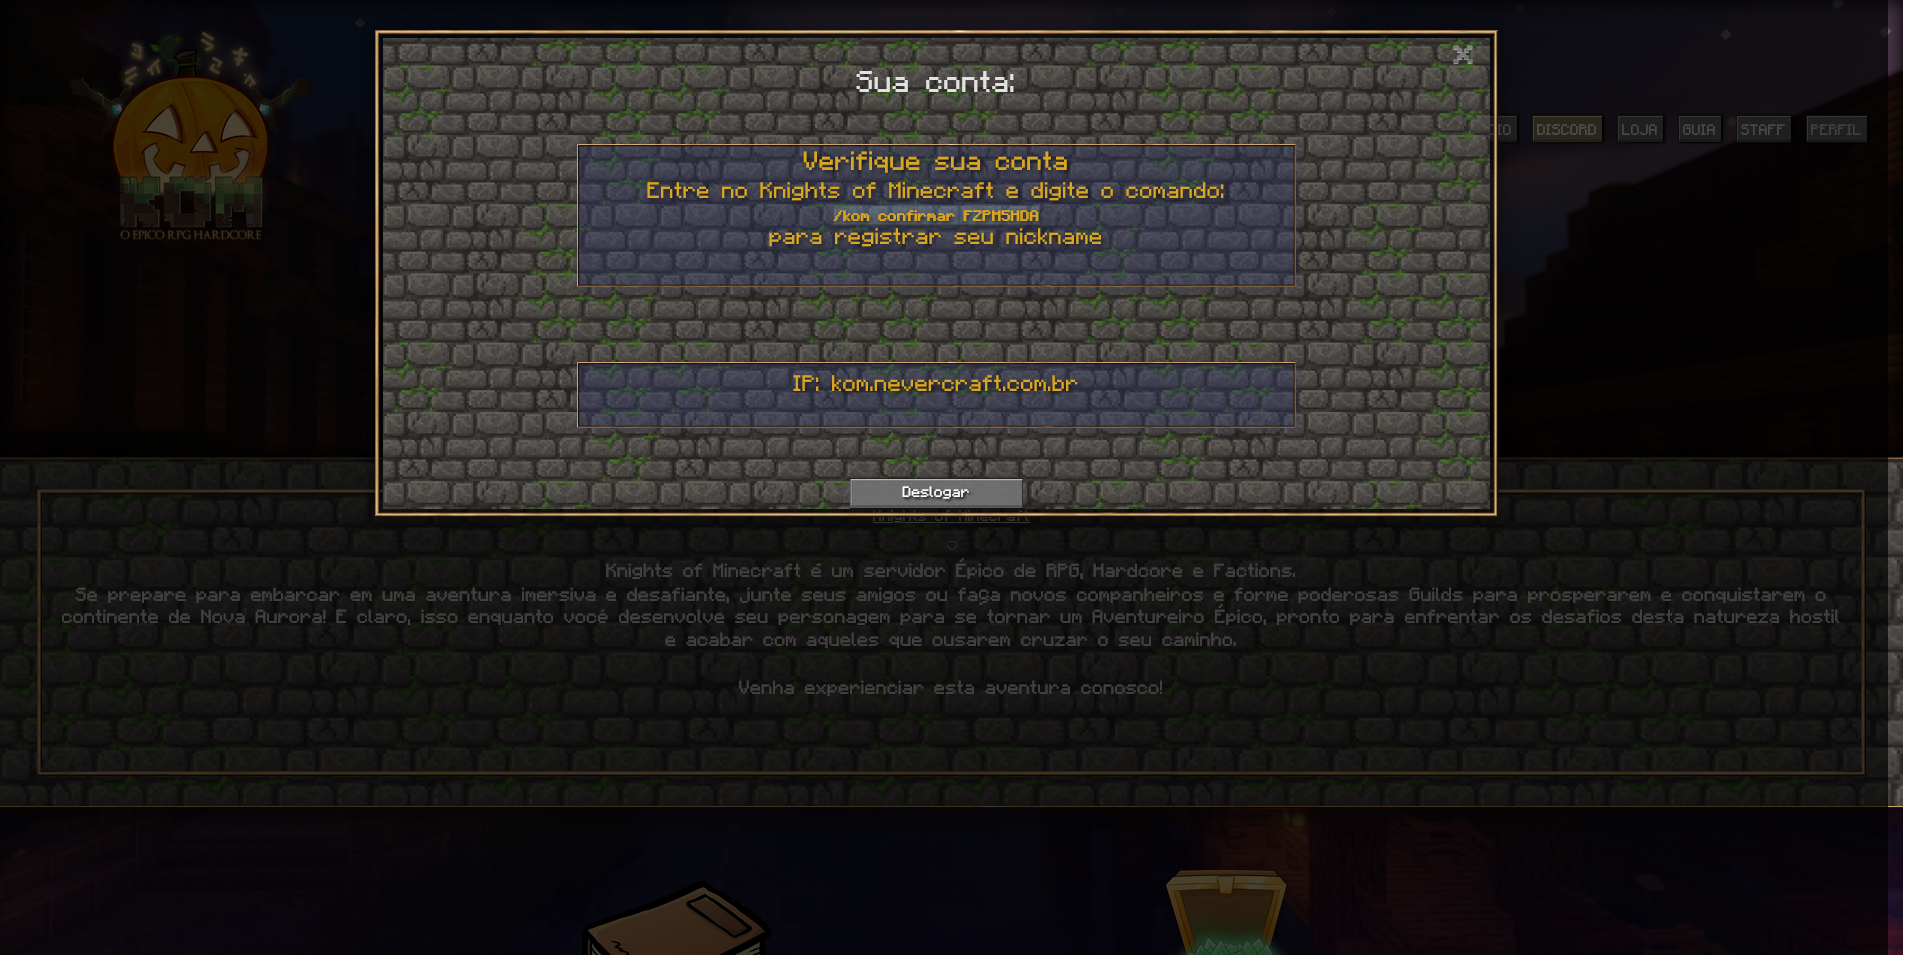 Sua conta:
KOM
O EPICO RPG HARDCORE
DISCORD
LOJA
GUIA
STAFF
PERFIL
Verifique sua conta
Entre no Knights of Minecraft e digite o comando:
/kom confirmar FZPM5HDA
para registrar seu nickname
IP: kom.nevercraft.com.br
Deslogar
Knights of Minecraft
Knights of Minecraft é um servidor Épico de RPG, Hardcore e Factions.
Se prepare para embarcar em uma aventura imersiva e desafiante, junte seus amigos ou faça novos companheiros e forme poderosas Guilds para prosperarem e conquistarem o
continente de Nova Aurora! E claro, isso enquanto você desenvolve seu personagem para se tornar um Aventureiro Épico, pronto para enfrentar os desafios desta natureza hostil
e acabar com aqueles que ousarem cruzar o seu caminho.
Venha experienciar esta aventura conosco!